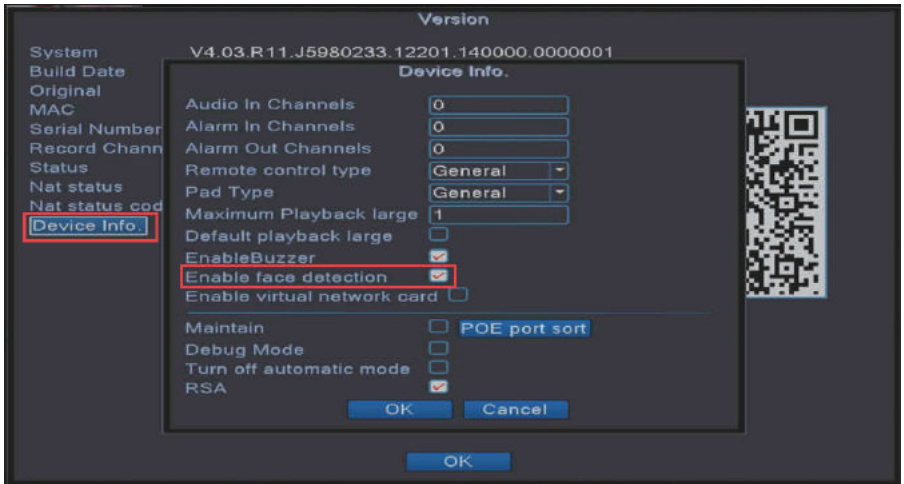 Version
System V4.03.R11.J5980233.12201.140000.0000001
Build Date
Original
MAC
Serial Number
Record Chann
Status
Nat status
Nat status cod
Device Info.
Device Info.
Audio In Channels 0
Alarm In Channels 0
Alarm Out Channels 0
Remote control type General
Pad Type General
Maximum Playback large 1
Default playback large
EnableBuzzer
Enable face detection
Enable virtual network card
Maintain POE port sort
Debug Mode
Turn off automatic mode
RSA
OK Cancel
OK